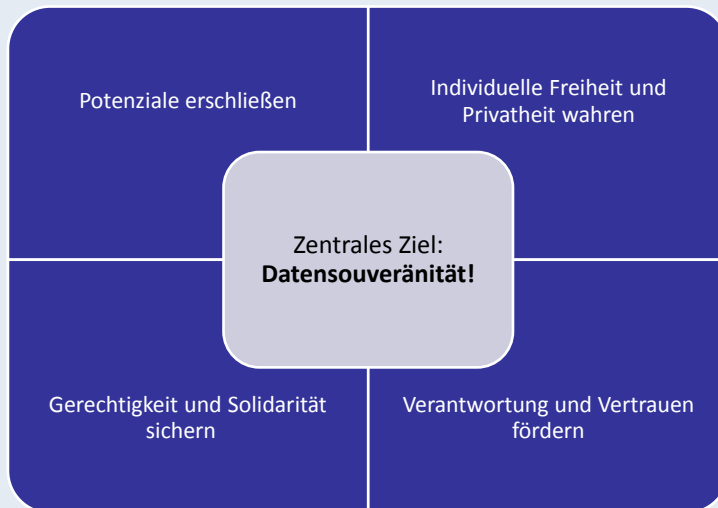 Potenziale erschließen
Individuelle Freiheit und
Privatheit wahren
Zentrales Ziel:
Datensouveränität!
Gerechtigkeit und Solidarität
sichern
Verantwortung und Vertrauen
fördern